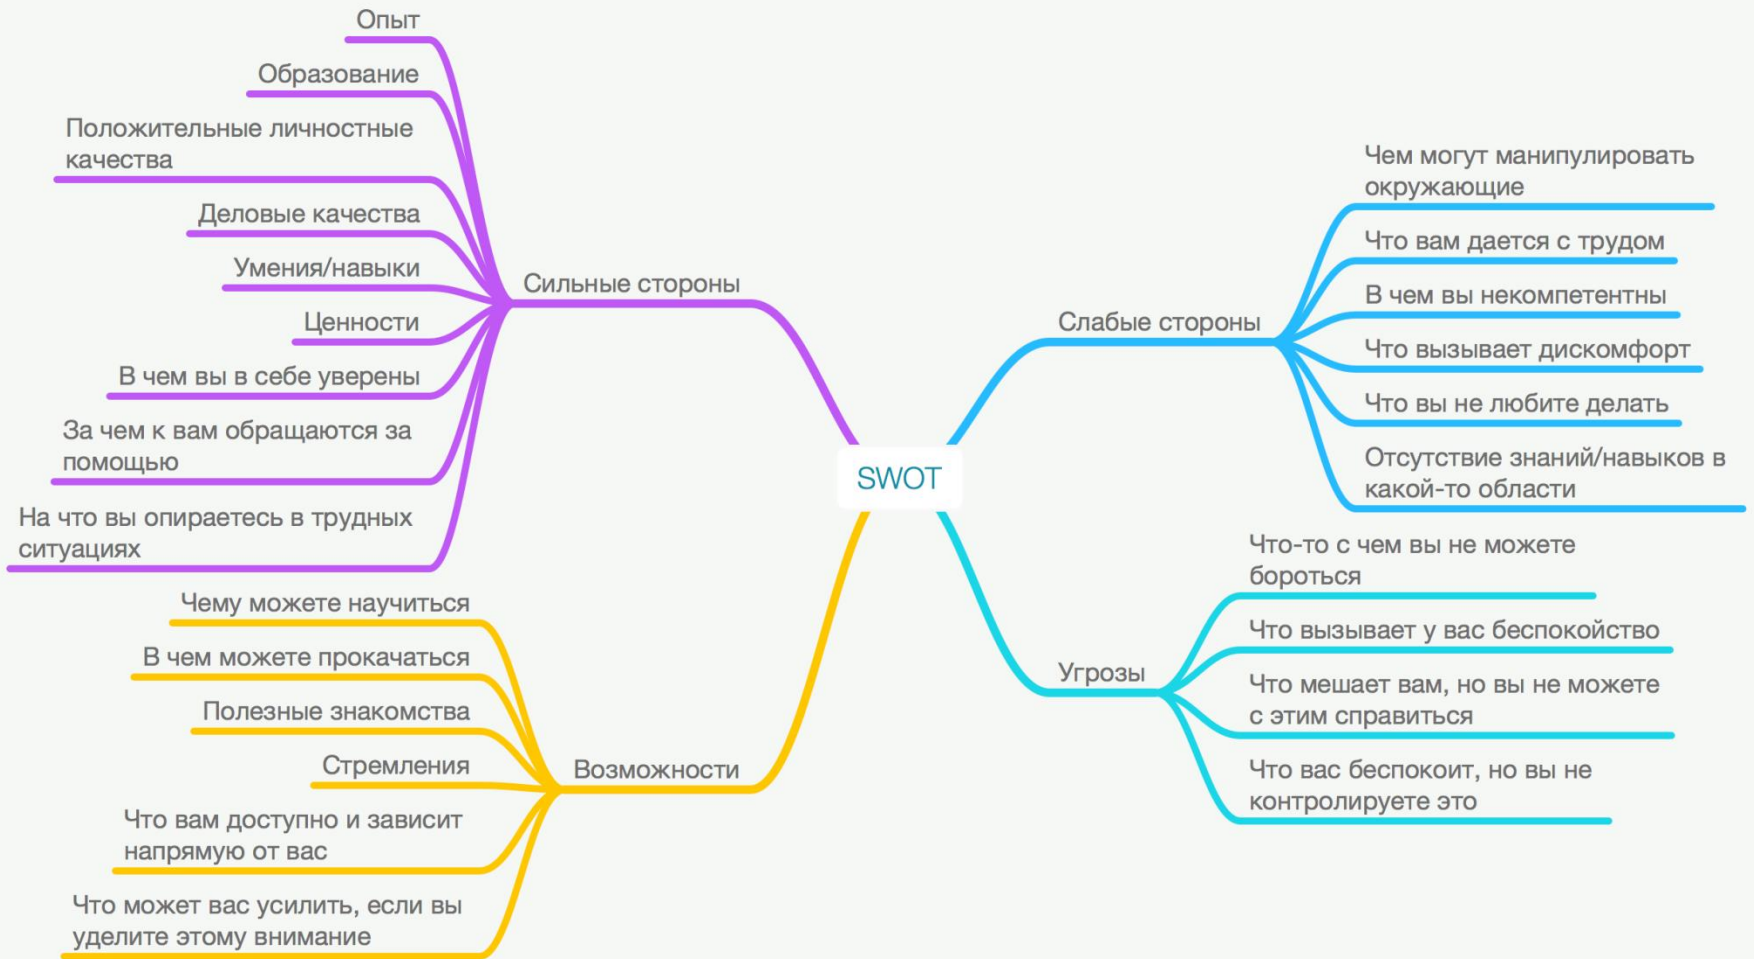 Опыт
Образование
Положительные личностные
качества
Деловые качества
Умения/навыки
Ценности
В чем вы в себе уверены
За чем к вам обращаются за
помощью
На что вы опираетесь в трудных
ситуациях
Сильные стороны
Чему можете научиться
В чем можете прокачаться
Полезные знакомства
Стремления
Что вам доступно и зависит
напрямую от вас
Что может вас усилить, если вы
уделите этому внимание
Возможности
SWOT
Слабые стороны
Чем могут манипулировать
окружающие
Что вам дается с трудом
В чем вы некомпетентны
Что вызывает дискомфорт
Что вы не любите делать
Отсутствие знаний/навыков в
какой-то области
Угрозы
Что-то с чем вы не можете
бороться
Что вызывает у вас беспокойство
Что мешает вам, но вы не можете
с этим справиться
Что вас беспокоит, но вы не
контролируете это